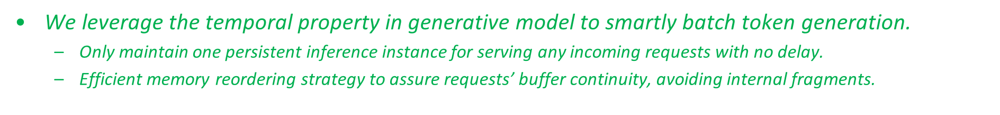 • We leverage the temporal property in generative model to smartly batch token generation.
– Only maintain one persistent inference instance for serving any incoming requests with no delay.
– Efficient memory reordering strategy to assure requests’ buffer continuity, avoiding internal fragments.